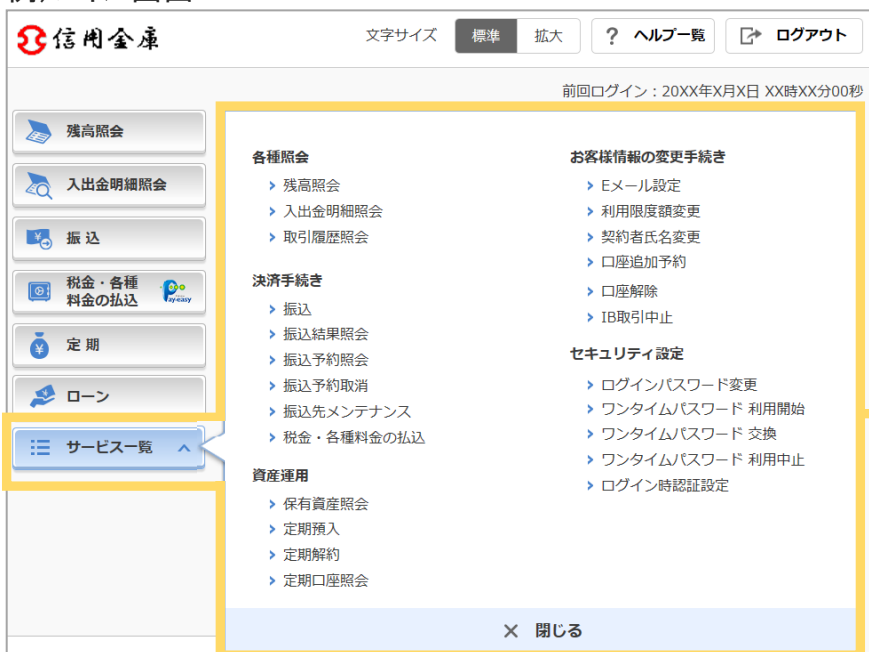 信用金庫
文字サイズ 標準 拡大 ? ヘルプ一覧 ログアウト
前回ログイン：20XX年X月X日 XX時XX分00秒
残高照会
入出金明細照会
振込
税金・各種
料金の払込
Pay-easy
定期
ローン
サービス一覧
各種照会
残高照会
入出金明細照会
取引履歴照会
決済手続き
振込
振込結果照会
振込予約照会
振込予約取消
振込先メンテナンス
税金・各種料金の払込
資産運用
保有資産照会
定期預入
定期解約
定期口座照会
お客様情報の変更手続き
Eメール設定
利用限度額変更
契約者氏名変更
口座追加予約
口座解除
IB取引中止
セキュリティ設定
ログインパスワード変更
ワンタイムパスワード 利用開始
ワンタイムパスワード 交換
ワンタイムパスワード 利用中止
ログイン時認証設定
× 閉じる